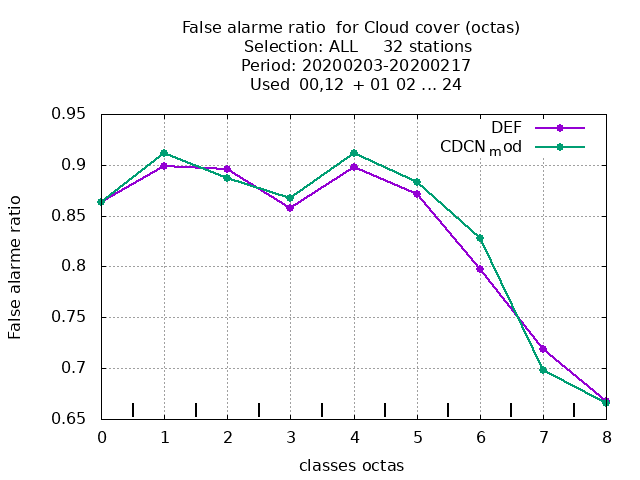 False alarme ratio  for Cloud cover (octas)
Selection: ALL     32 stations
Period: 20200203-20200217
Used  00,12  + 01 02 ... 24
DEF
CDCN_mod
0.95
0.9
0.85
0.8
0.75
0.7
0.65
False alarme ratio
0 1 2 3 4 5 6 7 8
classes octas